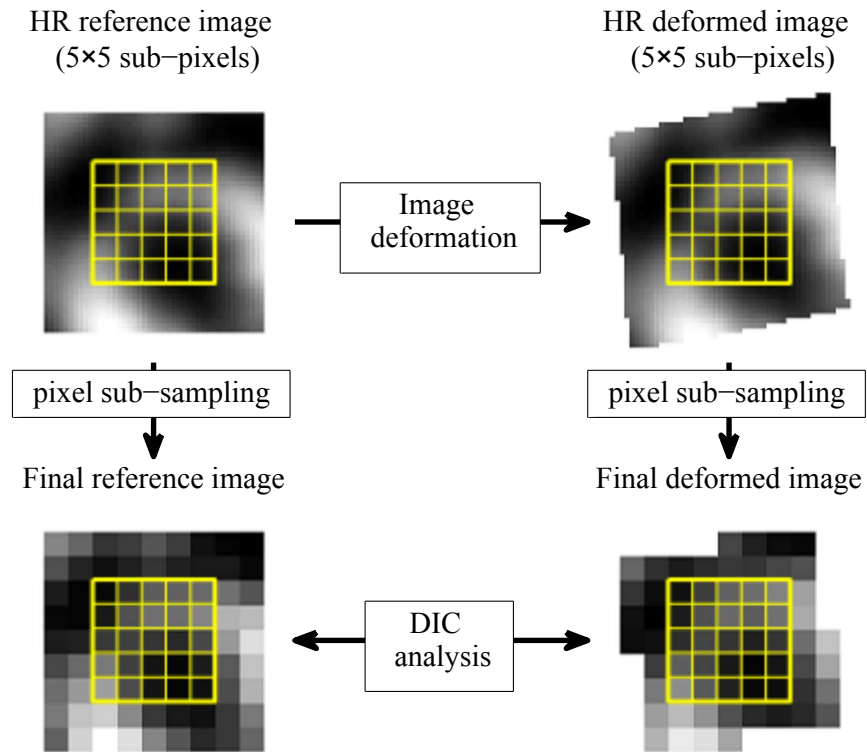 HR reference image
(5×5 sub−pixels)
HR deformed image
(5×5 sub−pixels)
Image
deformation
pixel sub−sampling
pixel sub−sampling
Final reference image
Final deformed image
DIC
analysis